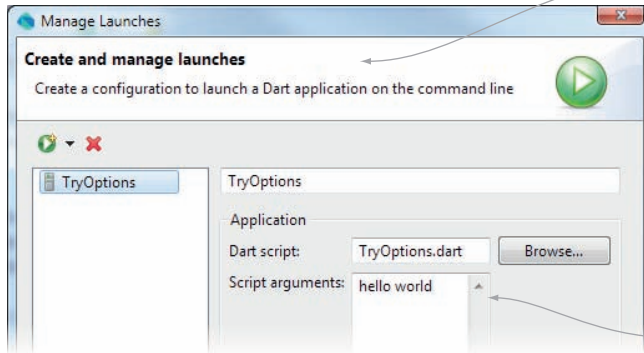 Manage Launches
Create and manage launches
Create a configuration to launch a Dart application on the command line
TryOptions
TryOptions
Application
Dart script: TryOptions.dart Browse...
Script arguments: hello world